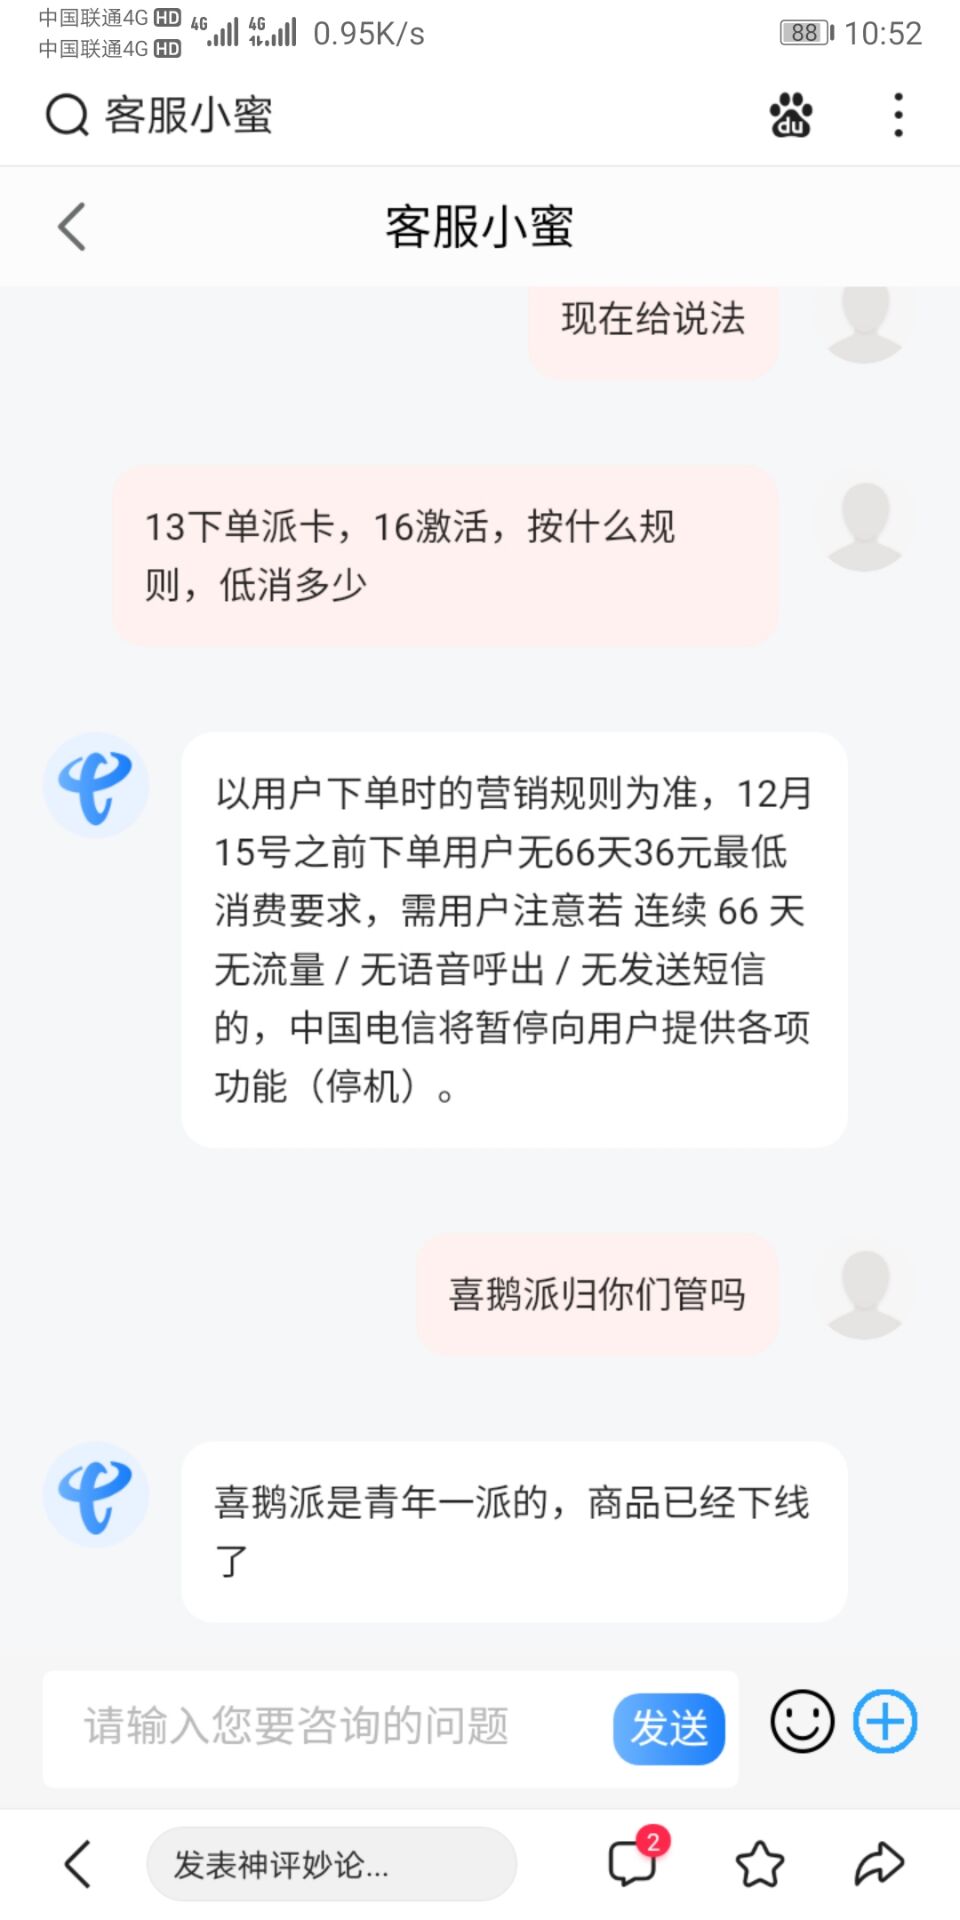 中国联通4G HD 4G 4G 0.95K/s 88 10:52
中国联通4G HD
客服小蜜 du
客服小蜜
现在给说法
13下单派卡，16激活，按什么规
则，低消多少
以用户下单时的营销规则为准，12月
15号之前下单用户无66天36元最低
消费要求，需用户注意若 连续 66 天
无流量 / 无语音呼出 / 无发送短信
的，中国电信将暂停向用户提供各项
功能（停机）。
喜鹅派归你们管吗
喜鹅派是青年一派的，商品已经下线
了
请输入您要咨询的问题 发送
发表神评妙论... 2